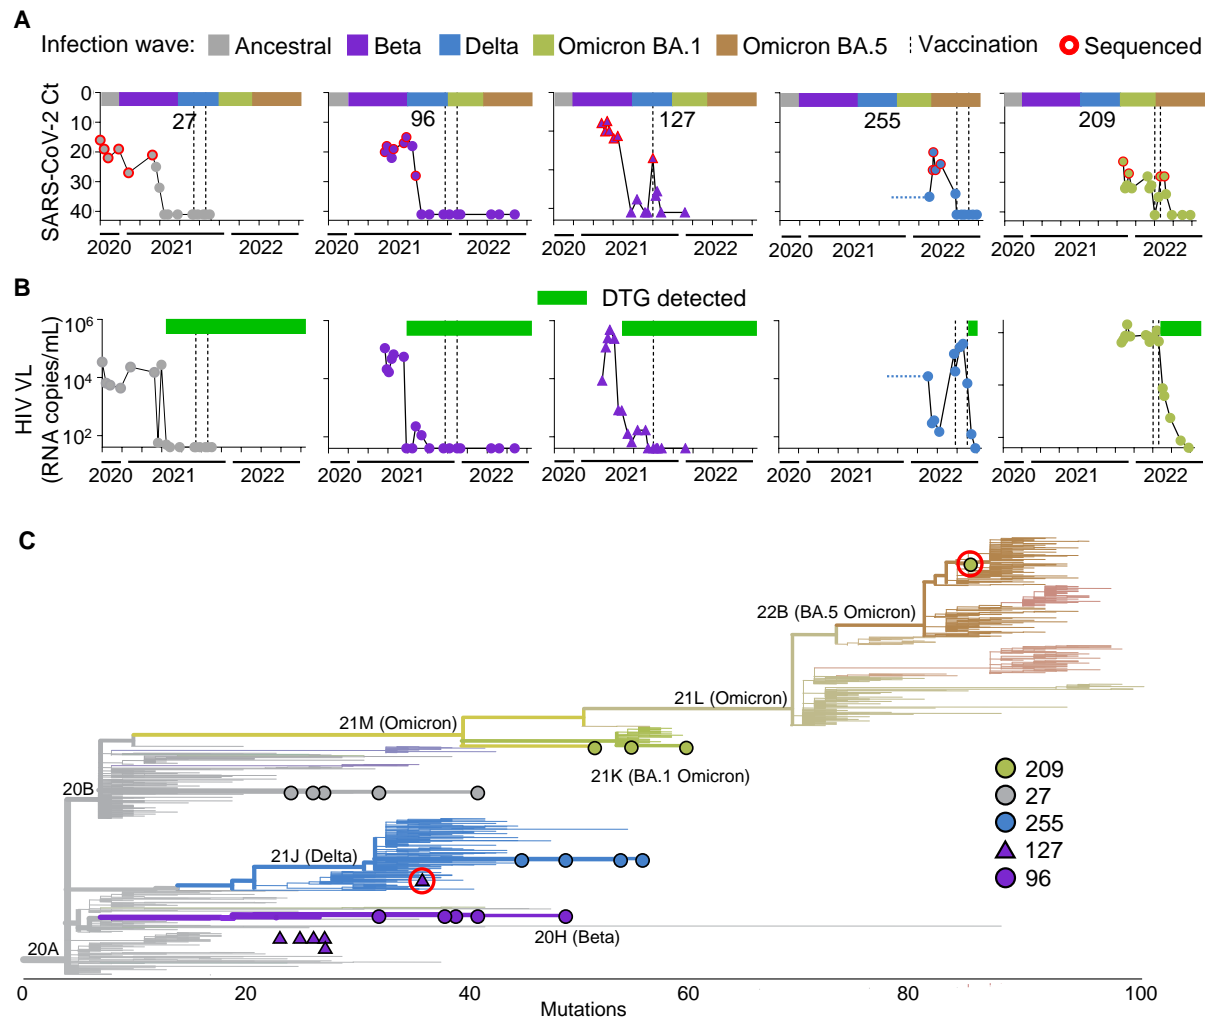 A
Infection wave: Ancestral Beta Delta Omicron BA.1 Omicron BA.5 Vaccination Sequenced
SARS-CoV-2 Ct
0
10
20
30
40
27
96
127
255
209
2020 2021 2022
2020 2021 2022
2020 2021 2022
2020 2021 2022
2020 2021 2022
B
DTG detected
HIV VL
(RNA copies/mL)
10⁶
10⁴
10²
2020 2021 2022
2020 2021 2022
2020 2021 2022
2020 2021 2022
2020 2021 2022
C
22B (BA.5 Omicron)
21L (Omicron)
21M (Omicron)
21K (BA.1 Omicron)
20B
21J (Delta)
20H (Beta)
20A
209
27
255
127
96
0 20 40 60 80 100
Mutations